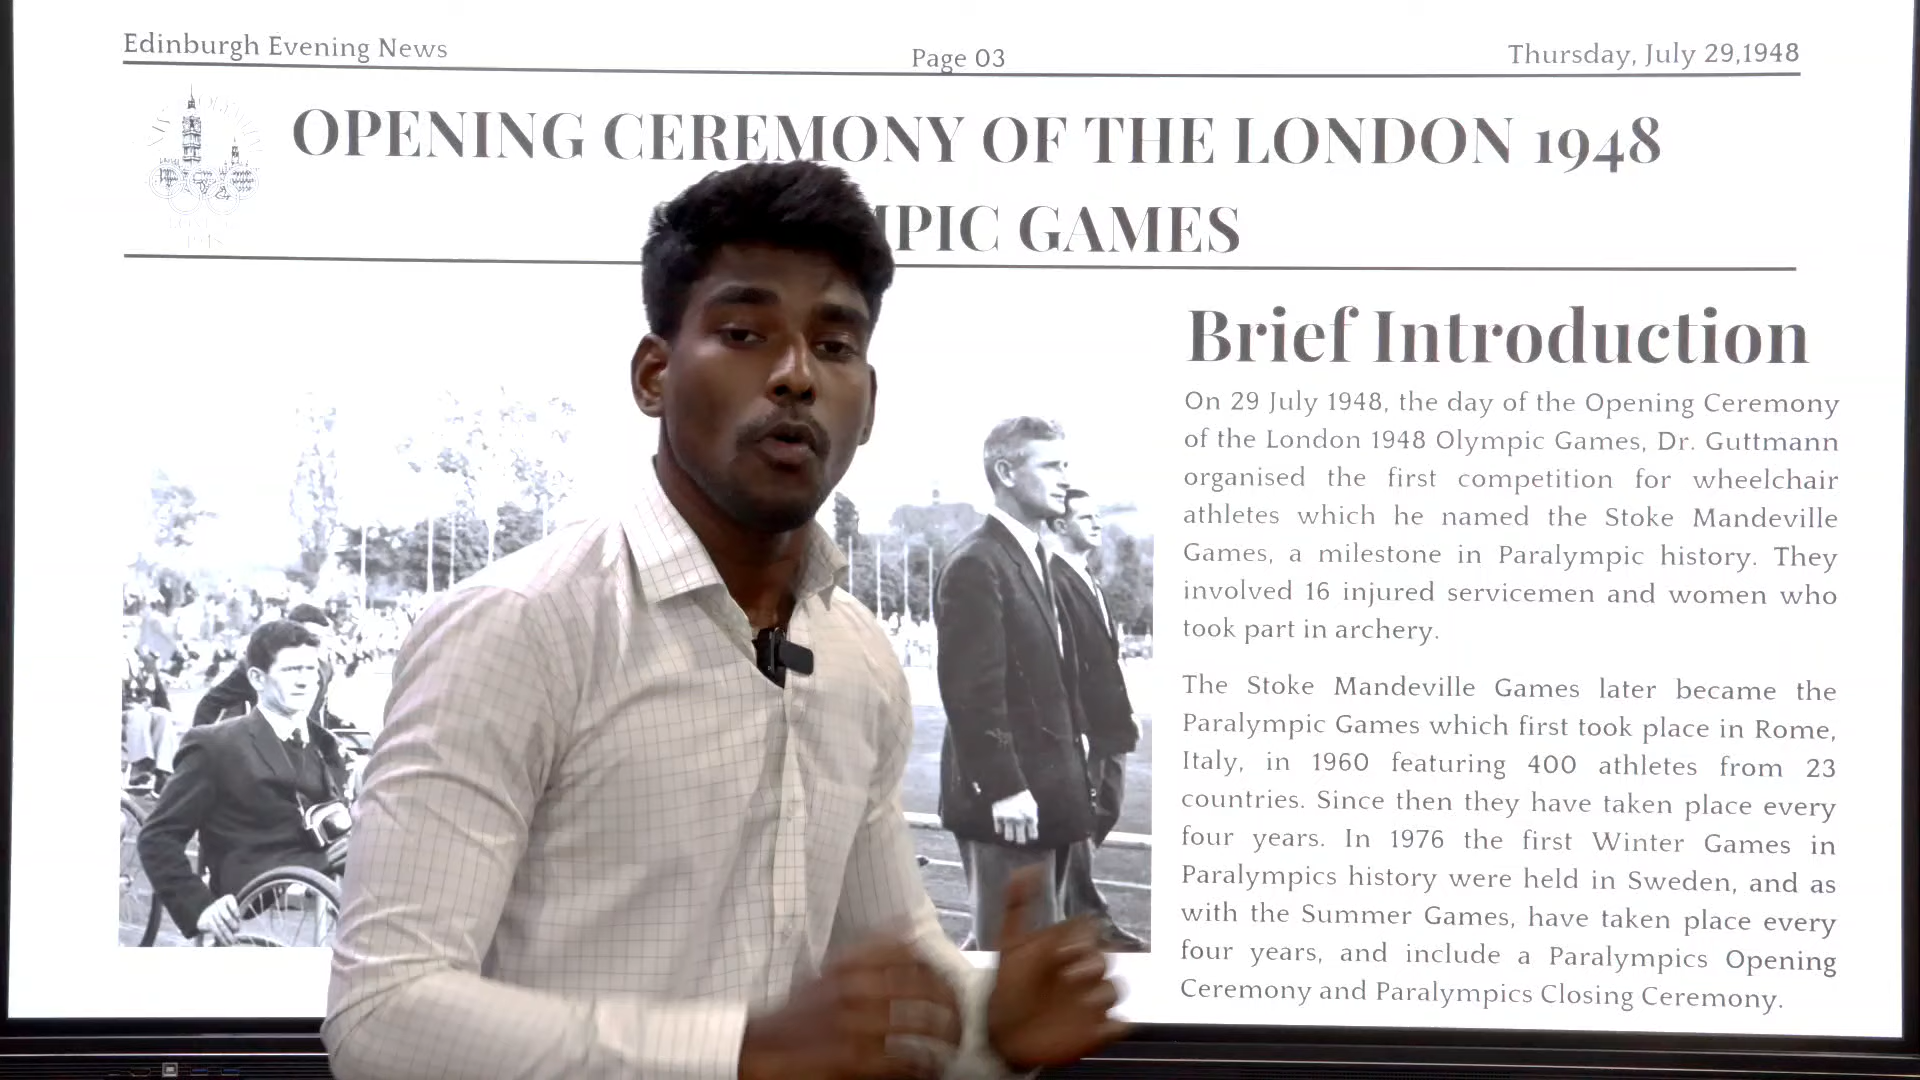 Edinburgh Evening News
Page 03
Thursday, July 29,1948
OPENING CEREMONY OF THE LONDON 1948
GAMES
Brief Introduction
On 29 July 1948, the day of the Opening Ceremony
of the London 1948 Olympic Games, Dr. Guttmann
organised the first competition for wheelchair
athletes which he named the Stoke Mandeville
Games, a milestone in Paralympic history. They
involved 16 injured servicemen and women who
took part in archery.
The Stoke Mandeville Games later became the
Paralympic Games which first took place in Rome,
Italy, in 1960 featuring 400 athletes from 23
countries. Since then they have taken place every
four years. In 1976 the first Winter Games in
Paralympics history were held in Sweden, and as
with the Summer Games, have taken place every
four years, and include a Paralympics Opening
Ceremony and Paralympics Closing Ceremony.